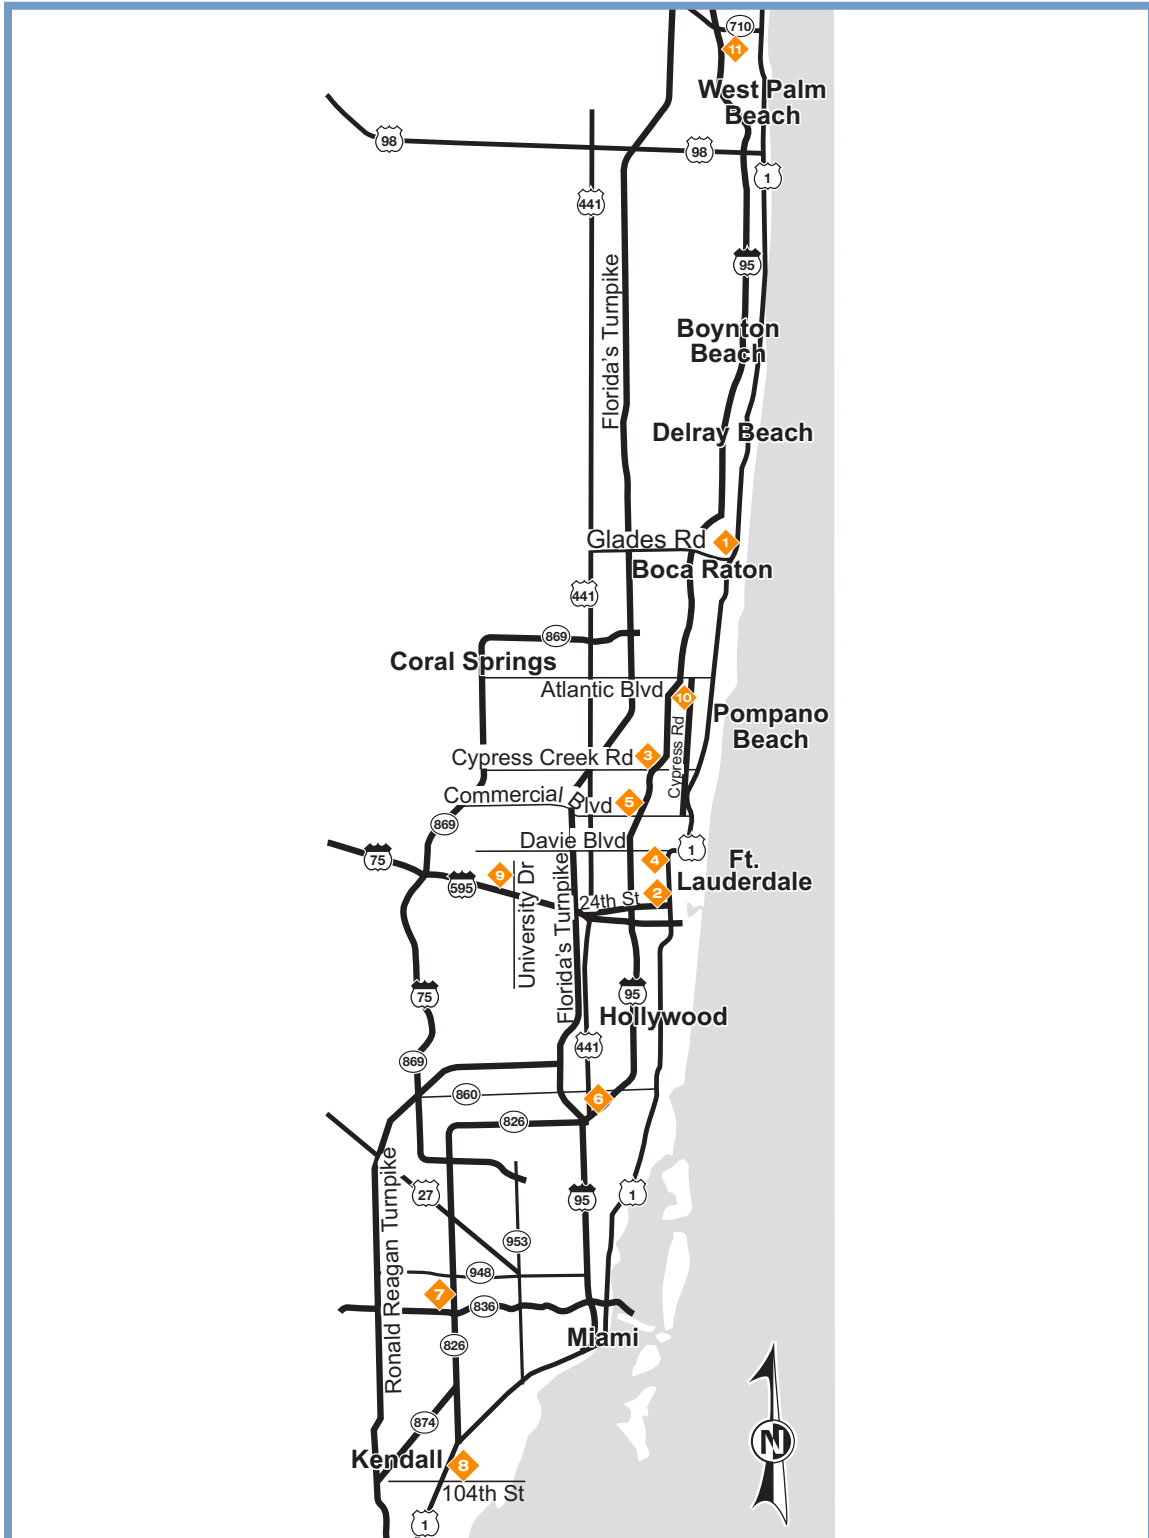 710
11
West Palm
Beach
98
98
1
441
95
Florida's Turnpike
Boynton
Beach
Delray Beach
Glades Rd
1
Boca Raton
441
869
Coral Springs
Atlantic Blvd
10
Pompano
Beach
Cypress Rd
Cypress Creek Rd
3
Commercial Blvd
5
869
Davie Blvd
1
75
4
Ft.
Lauderdale
9
595
2
24th St
University Dr
Florida's Turnpike
75
95
Hollywood
441
869
860
6
826
Ronald Reagan Turnpike
27
95
1
953
948
7
836
Miami
826
874
N
Kendall
8
104th St
1